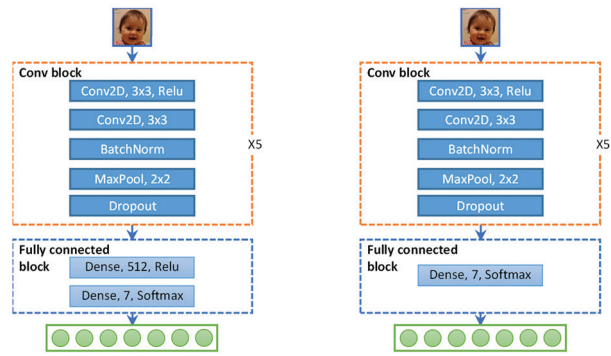 Conv block
Conv2D, 3x3, Relu
Conv2D, 3x3
BatchNorm
X5
MaxPool, 2x2
Dropout
Fully connected
block
Dense, 512, Relu
Dense, 7, Softmax
Conv block
Conv2D, 3x3, Relu
Conv2D, 3x3
BatchNorm
X5
MaxPool, 2x2
Dropout
Fully connected
block
Dense, 7, Softmax